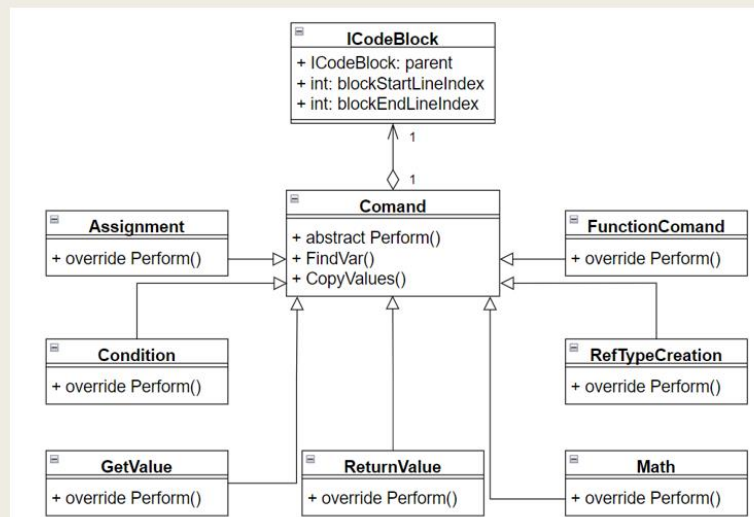 ICodeBlock
+ ICodeBlock: parent
+ int: blockStartLineIndex
+ int: blockEndLineIndex
1
1
Comand
+ abstract Perform()
+ FindVar()
+ CopyValues()
Assignment
+ override Perform()
FunctionComand
+ override Perform()
Condition
+ override Perform()
RefTypeCreation
+ override Perform()
GetValue
+ override Perform()
ReturnValue
+ override Perform()
Math
+ override Perform()